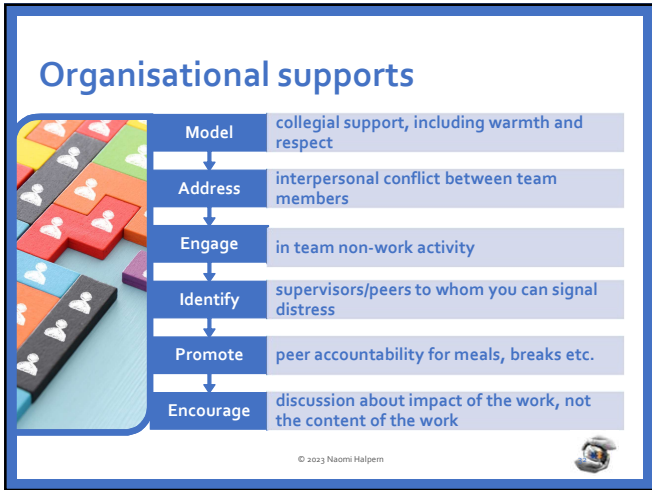 Organisational supports
Model
collegial support, including warmth and
respect
Address
interpersonal conflict between team
members
Engage
in team non-work activity
Identify
supervisors/peers to whom you can signal
distress
Promote
peer accountability for meals, breaks etc.
Encourage
discussion about impact of the work, not
the content of the work
© 2023 Naomi Halpern